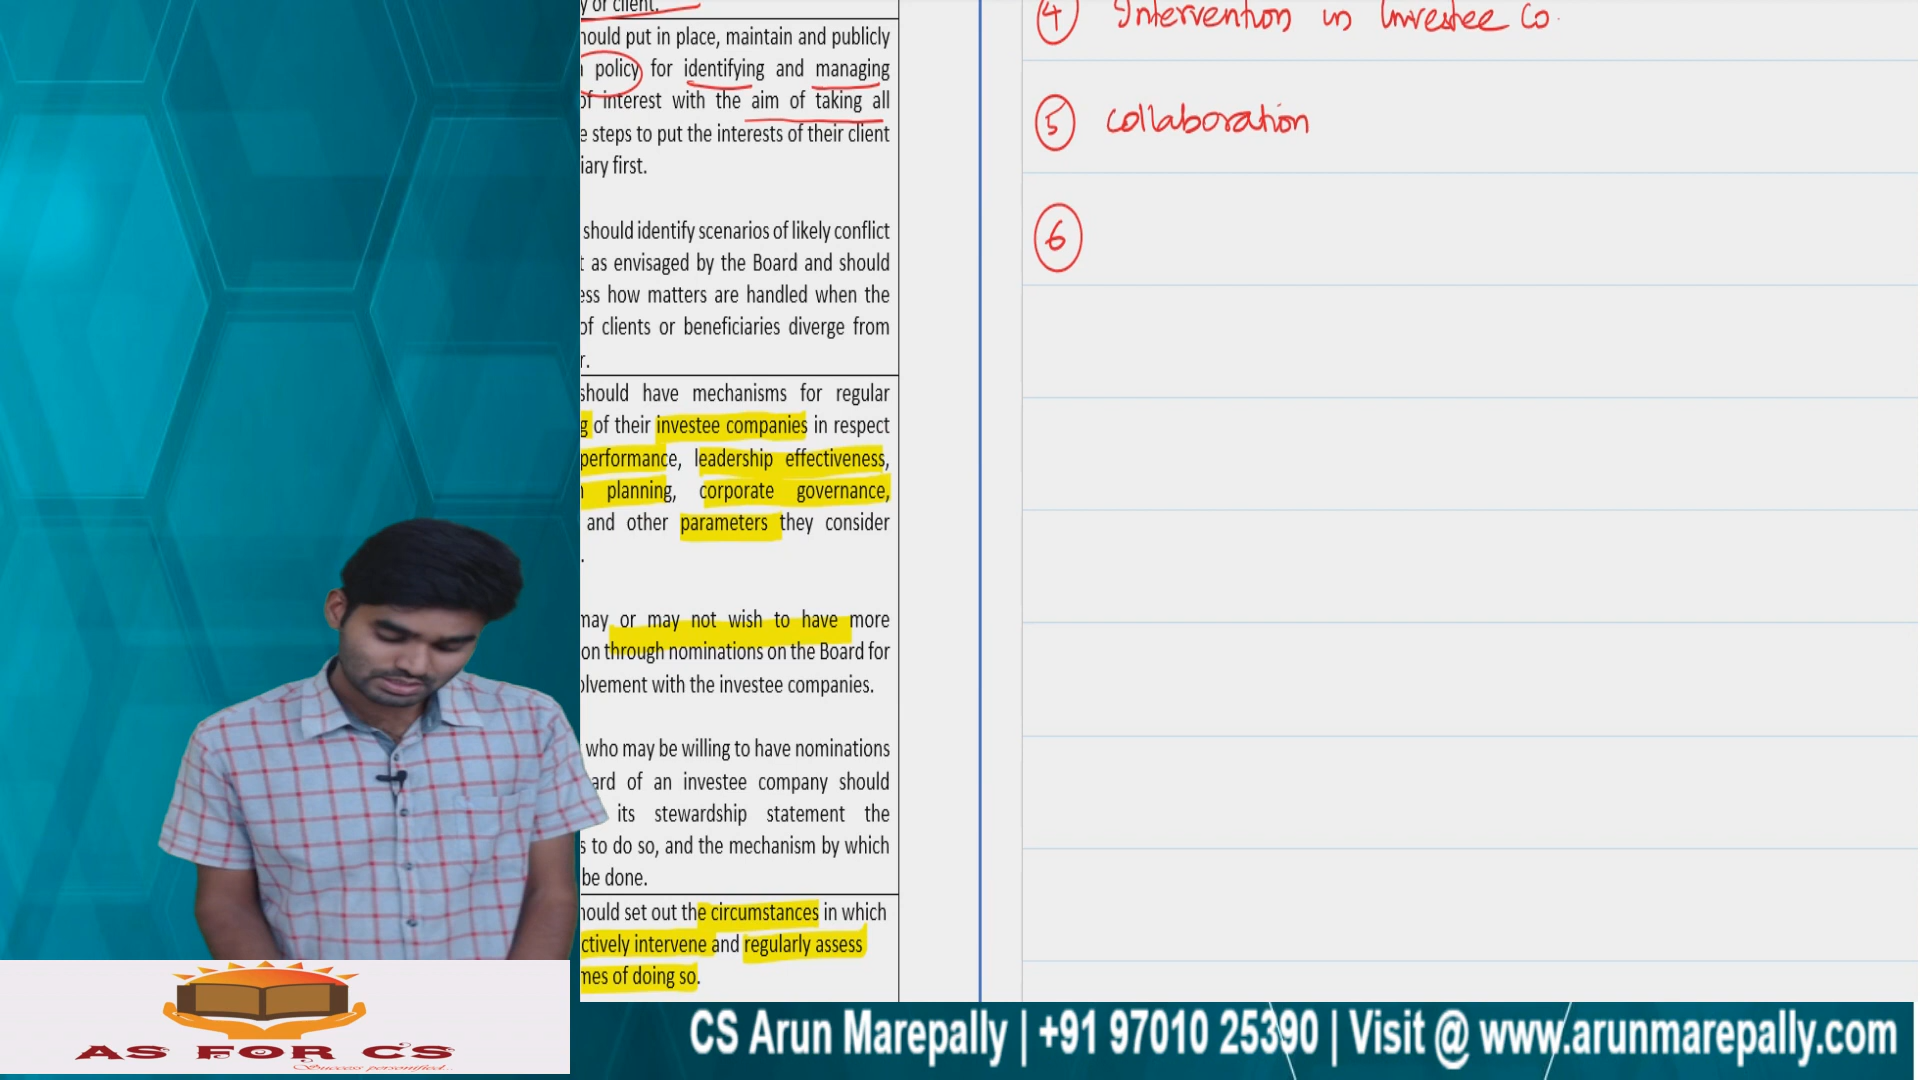 y or client.
should put in place, maintain and publicly
policy for identifying and managing
of interest with the aim of taking all
e steps to put the interests of their client
iary first.
should identify scenarios of likely conflict
t as envisaged by the Board and should
ess how matters are handled when the
of clients or beneficiaries diverge from
r.
should have mechanisms for regular
g of their investee companies in respect
performance, leadership effectiveness,
n planning, corporate governance,
and other parameters they consider
.
may or may not wish to have more
on through nominations on the Board for
olvement with the investee companies.
who may be willing to have nominations
ard of an investee company should
its stewardship statement the
s to do so, and the mechanism by which
be done.
hould set out the circumstances in which
ctively intervene and regularly assess
mes of doing so.
4 Intervention in Investee Co.
5 collaboration
6
AS FOR CS
Success personified...
CS Arun Marepally | +91 97010 25390 | Visit @ www.arunmarepally.com